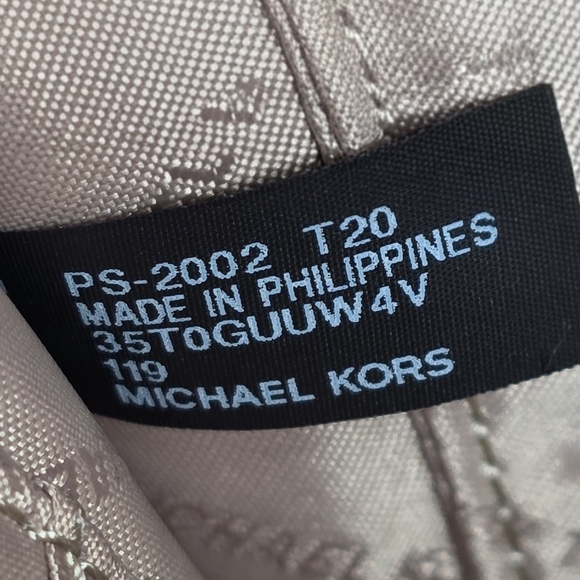 PS-2002 T20
MADE IN PHILIPPINES
35T0GUUW4V
119
MICHAEL KORS